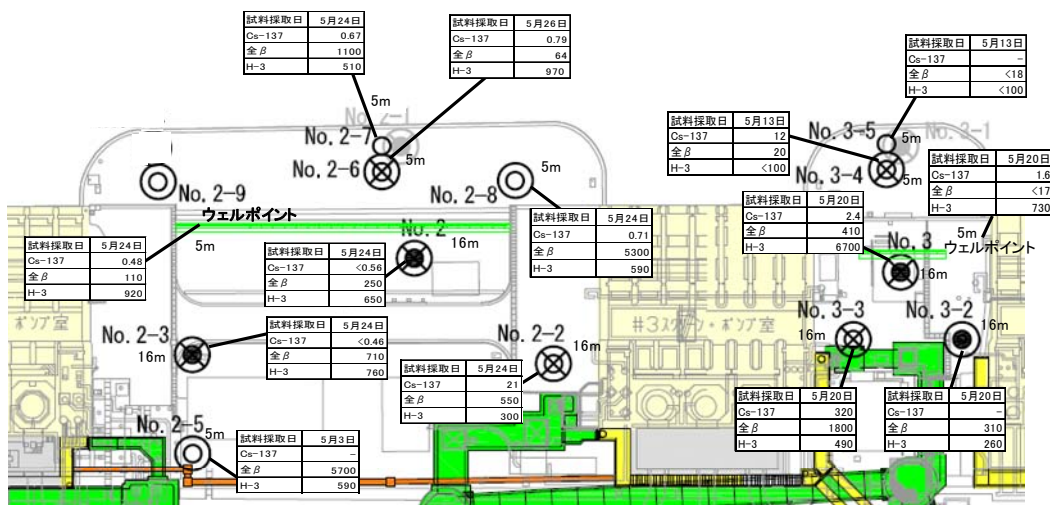 試料採取日 5月24日
Cs-137 0.67
全β 1100
H-3 510
試料採取日 5月26日
Cs-137 0.79
全β 64
H-3 970
試料採取日 5月13日
Cs-137 -
全β <18
H-3 <100
試料採取日 5月13日
Cs-137 12
全β 20
H-3 <100
試料採取日 5月20日
Cs-137 1.6
全β <17
H-3 730
5m
No. 2-1
No. 2-7
5m
No. 2-6
No. 3-5
No. 3-1
No. 3-4
5m
No. 2-9
No. 2-8
5m
ウェルポイント
5m
No. 2
16m
試料採取日 5月24日
Cs-137 0.48
全β 110
H-3 920
試料採取日 5月24日
Cs-137 <0.56
全β 250
H-3 650
試料採取日 5月24日
Cs-137 0.71
全β 5300
H-3 590
試料採取日 5月20日
Cs-137 2.4
全β 410
H-3 6700
5m
ウェルポイント
No. 3
16m
ポンプ室
No. 2-3
16m
試料採取日 5月24日
Cs-137 <0.46
全β 710
H-3 760
No. 2-2
16m
#3スクリーン・ポンプ室
No. 3-3
16m
No. 3-2
16m
試料採取日 5月24日
Cs-137 21
全β 550
H-3 300
試料採取日 5月20日
Cs-137 320
全β 1800
H-3 490
試料採取日 5月20日
Cs-137 -
全β 310
H-3 260
No. 2-5
5m
試料採取日 5月3日
Cs-137 -
全β 5700
H-3 590